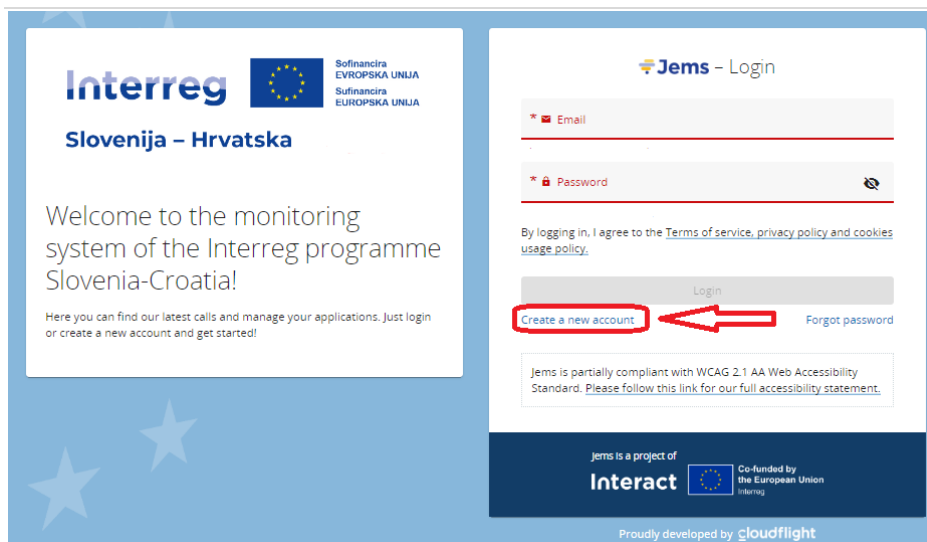 Interreg
Sofinancira
EVROPSKA UNIJA
Sufinancira
EUROPSKA UNIJA
Slovenija – Hrvatska
Welcome to the monitoring
system of the Interreg programme
Slovenia-Croatia!
Here you can find our latest calls and manage your applications. Just login
or create a new account and get started!
Jems – Login
* Email
* Password
By logging in, I agree to the Terms of service, privacy policy and cookies
usage policy.
Login
Create a new account
Forgot password
Jems is partially compliant with WCAG 2.1 AA Web Accessibility
Standard. Please follow this link for our full accessibility statement.
Jems is a project of
Interact
Co-funded by
the European Union
Interreg
Proudly developed by cloudflight